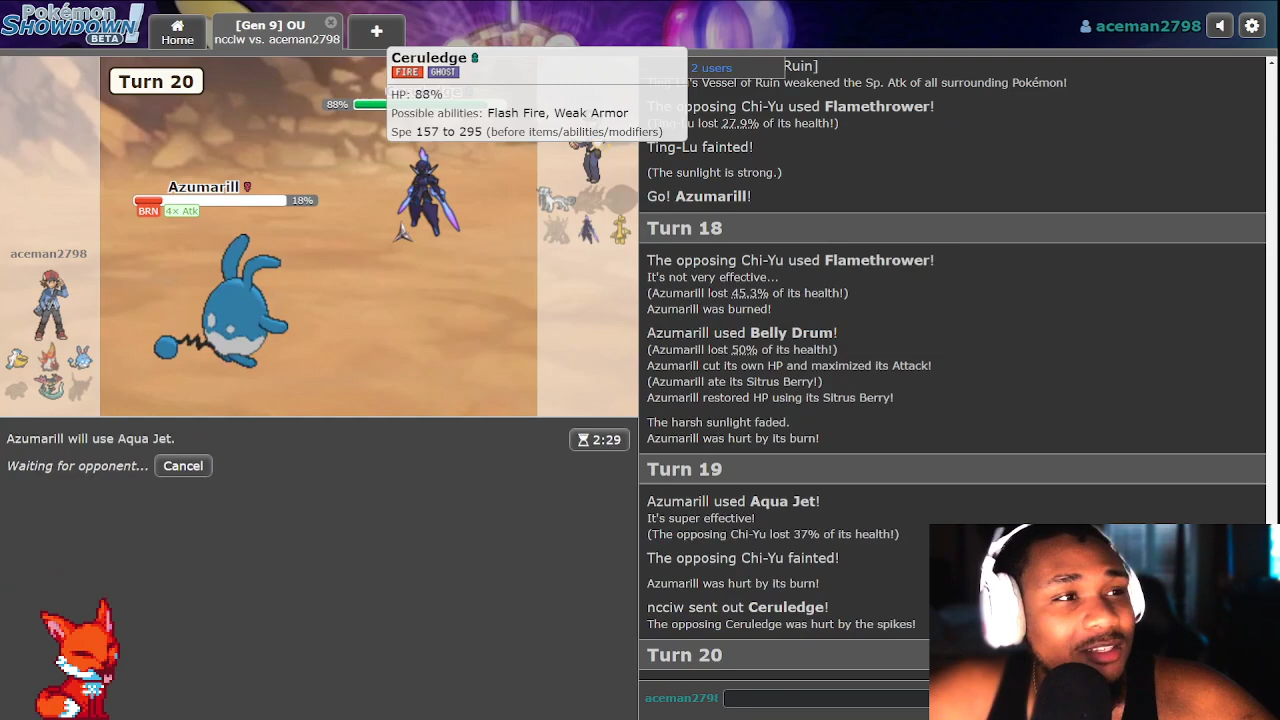 Pokémon
SHOWDOWN!
BETA
Home
[Gen 9] OU
ncclw vs. aceman2798
+
aceman2798
Turn 20
88%
Ceruledge
FIRE GHOST
HP: 88%
Possible abilities: Flash Fire, Weak Armor
Spe 157 to 295 (before items/abilities/modifiers)
Azumarill
18%
BRN 4× Atk
aceman2798
Azumarill will use Aqua Jet.
2:29
Waiting for opponent... Cancel
2 users
Ruin]
Ting-Lu's Vessel of Ruin weakened the Sp. Atk of all surrounding Pokémon!
The opposing Chi-Yu used Flamethrower!
(Ting-Lu lost 27.9% of its health!)
Ting-Lu fainted!
(The sunlight is strong.)
Go! Azumarill!
Turn 18
The opposing Chi-Yu used Flamethrower!
It's not very effective...
(Azumarill lost 45.3% of its health!)
Azumarill was burned!
Azumarill used Belly Drum!
(Azumarill lost 50% of its health!)
Azumarill cut its own HP and maximized its Attack!
(Azumarill ate its Sitrus Berry!)
Azumarill restored HP using its Sitrus Berry!
The harsh sunlight faded.
Azumarill was hurt by its burn!
Turn 19
Azumarill used Aqua Jet!
It's super effective!
(The opposing Chi-Yu lost 37% of its health!)
The opposing Chi-Yu fainted!
Azumarill was hurt by its burn!
ncciw sent out Ceruledge!
The opposing Ceruledge was hurt by the spikes!
Turn 20
aceman2798